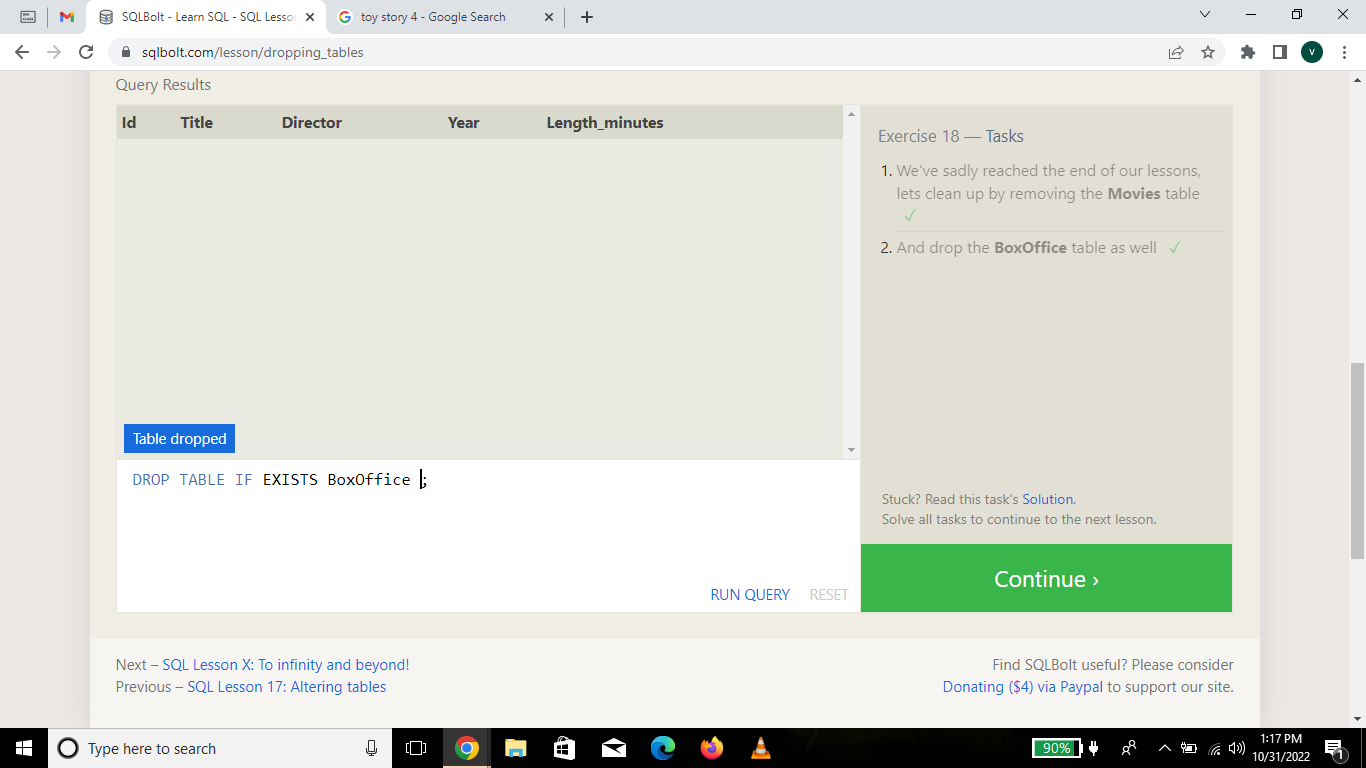 SQLBolt - Learn SQL - SQL Lesso
toy story 4 - Google Search
sqlbolt.com/lesson/dropping_tables
V
Query Results
Id Title Director Year Length_minutes
Table dropped
DROP TABLE IF EXISTS BoxOffice ;
RUN QUERY RESET
Exercise 18 — Tasks
1. We've sadly reached the end of our lessons,
lets clean up by removing the Movies table
✓
2. And drop the BoxOffice table as well ✓
Stuck? Read this task's Solution.
Solve all tasks to continue to the next lesson.
Continue ›
Next – SQL Lesson X: To infinity and beyond!
Previous – SQL Lesson 17: Altering tables
Find SQLBolt useful? Please consider
Donating ($4) via Paypal to support our site.
Type here to search
90%
1:17 PM
10/31/2022
1